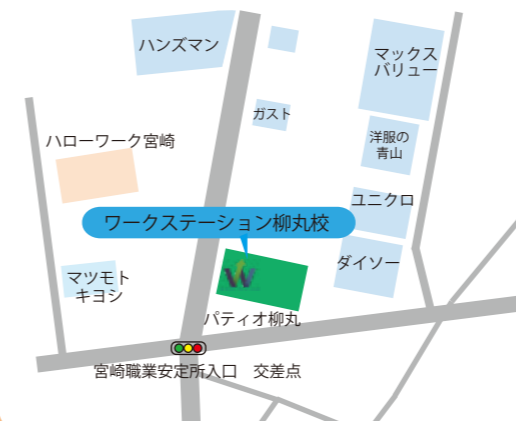 ハンズマン
マックス
バリュー
ガスト
洋服の
青山
ハローワーク宮崎
ユニクロ
ワークステーション柳丸校
ダイソー
マツモト
キヨシ
W
パティオ柳丸
宮崎職業安定所入口 交差点